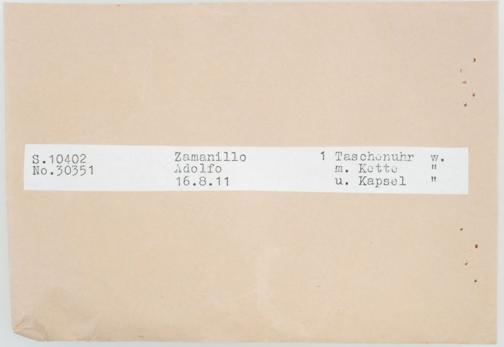 S.10402 Zamanillo 1 Taschenuhr w.
No.30351 Adolfo m. Kette "
16.8.11 u. Kapsel "